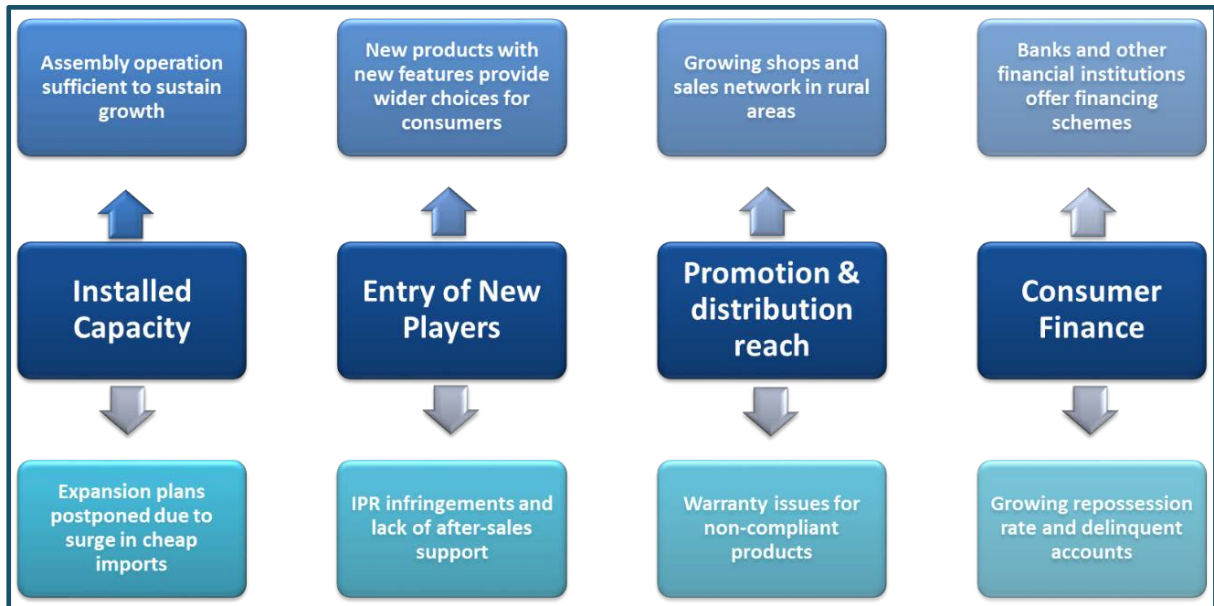 Assembly operation
sufficient to sustain
growth
New products with
new features provide
wider choices for
consumers
Growing shops and
sales network in rural
areas
Banks and other
financial institutions
offer financing
schemes
Installed
Capacity
Entry of New
Players
Promotion &
distribution
reach
Consumer
Finance
Expansion plans
postponed due to
surge in cheap
imports
IPR infringements and
lack of after-sales
support
Warranty issues for
non-compliant
products
Growing repossession
rate and delinquent
accounts